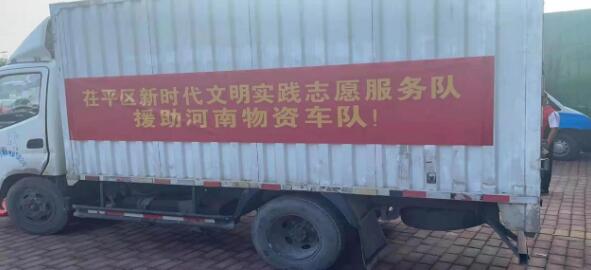 茌平区新时代文明实践志愿服务队
援助河南物资车队!